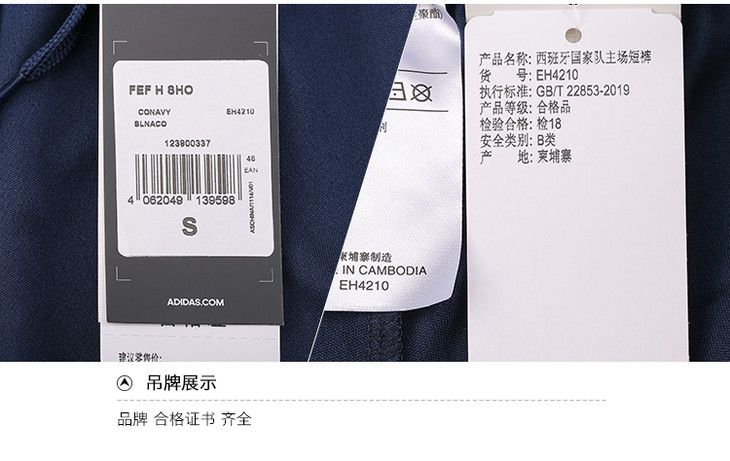 FEF H SHO
CONAVY EH4210
BLNACO
123900337
46
EAN
4 062049 139598
S
ADIDAS.COM
建议零售价:
聚酯)
剂
柬埔寨制造
IN CAMBODIA
EH4210
产品名称: 西班牙国家队主场短裤
货 号: EH4210
执行标准: GB/T 22853-2019
产品等级: 合格品
检验合格: 检18
安全类别: B类
产 地: 柬埔寨
吊牌展示
品牌 合格证书 齐全